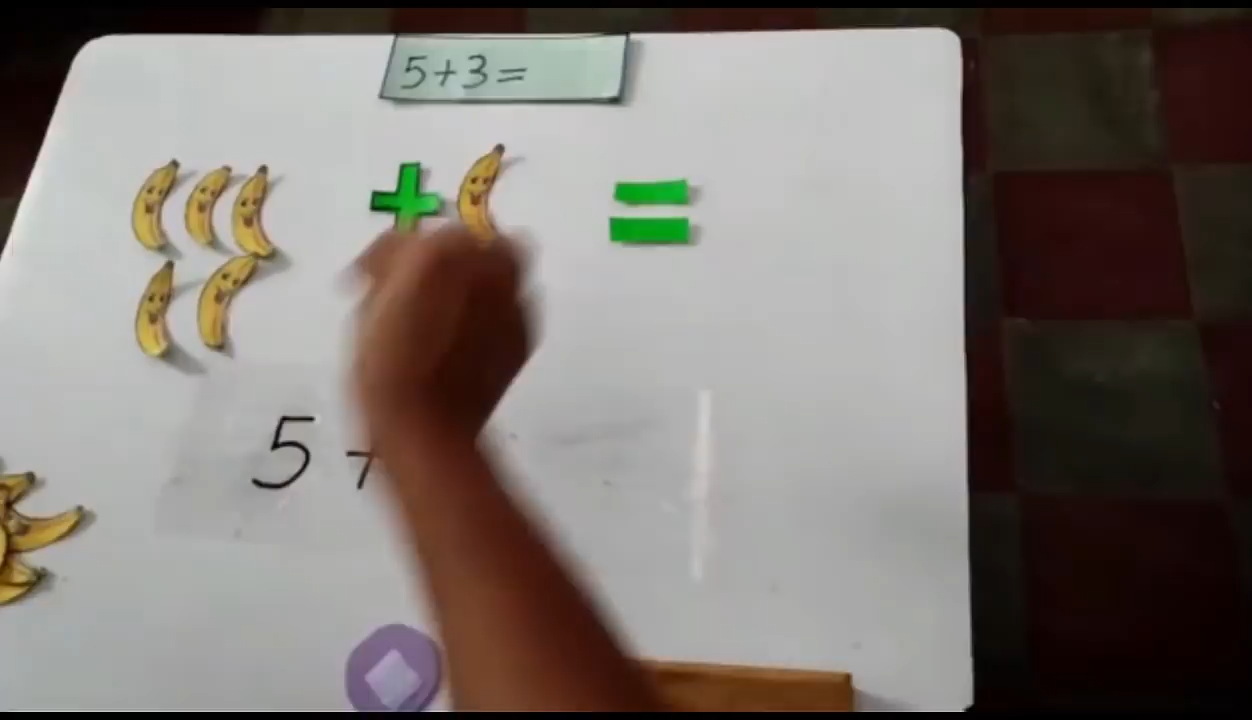 5+3=
+ =
5 +